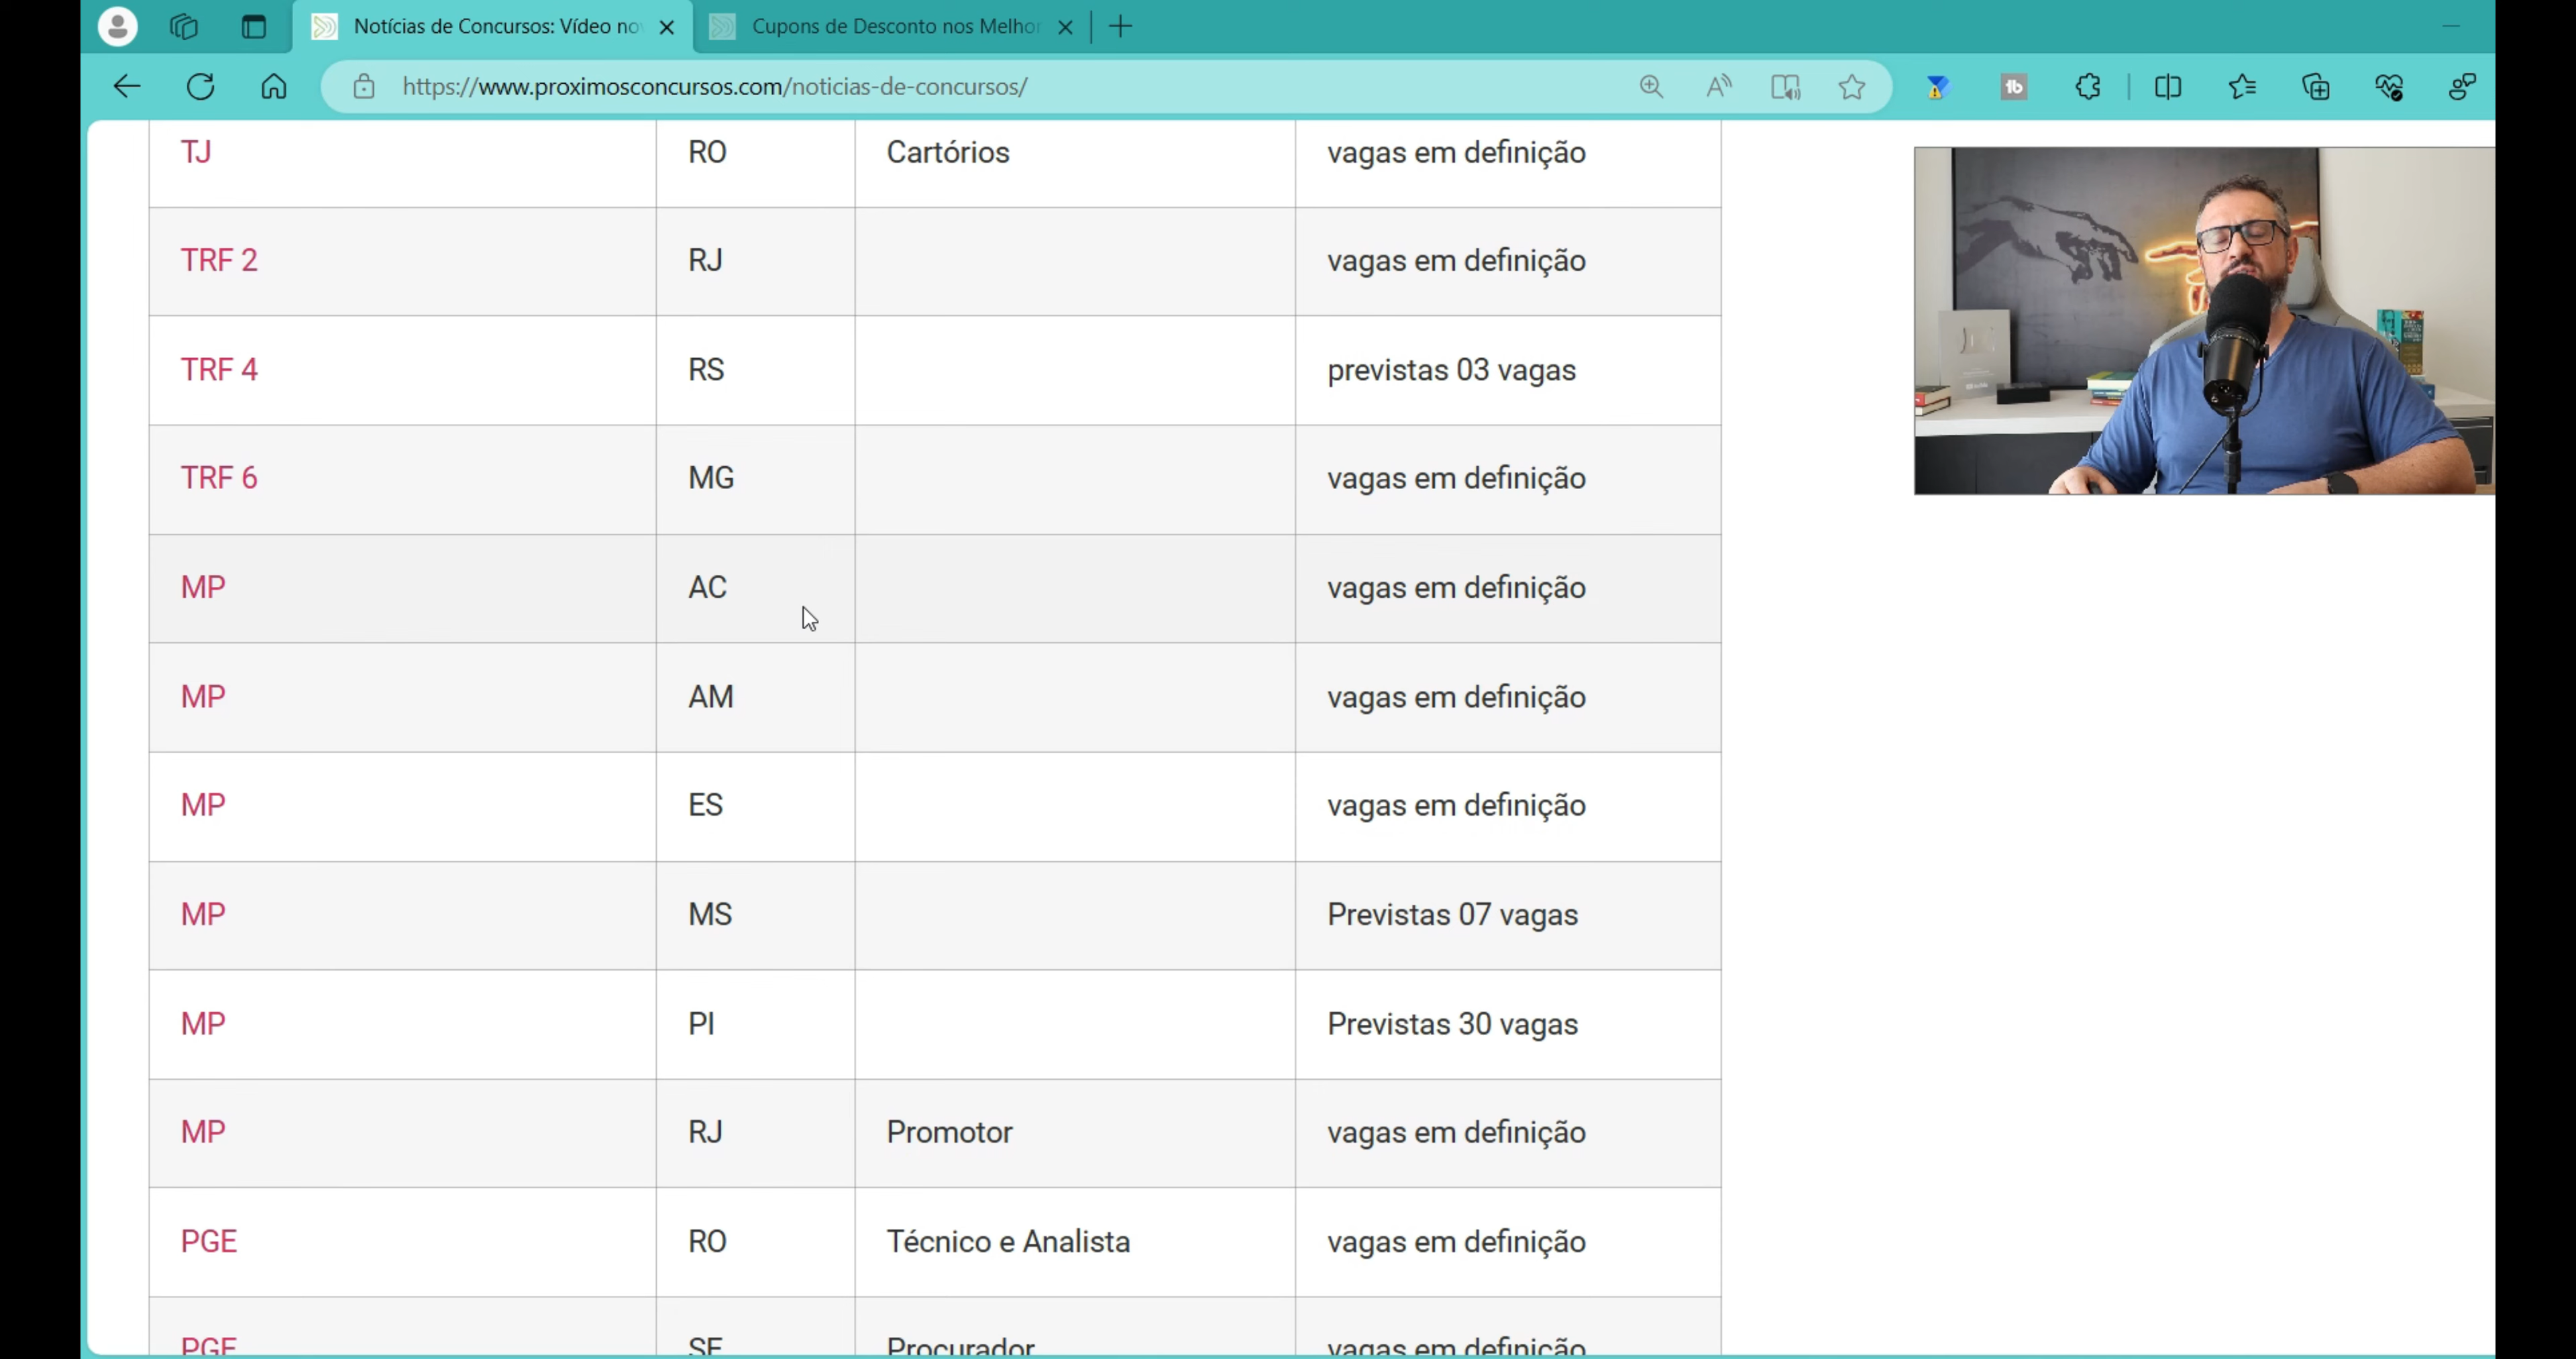 Notícias de Concursos: Vídeo no
Cupons de Desconto nos Melhor
https://www.proximosconcursos.com/noticias-de-concursos/
TJ RO Cartórios vagas em definição
TRF 2 RJ vagas em definição
TRF 4 RS previstas 03 vagas
TRF 6 MG vagas em definição
MP AC vagas em definição
MP AM vagas em definição
MP ES vagas em definição
MP MS Previstas 07 vagas
MP PI Previstas 30 vagas
MP RJ Promotor vagas em definição
PGE RO Técnico e Analista vagas em definição
PGE SE Procurador vagas em definição